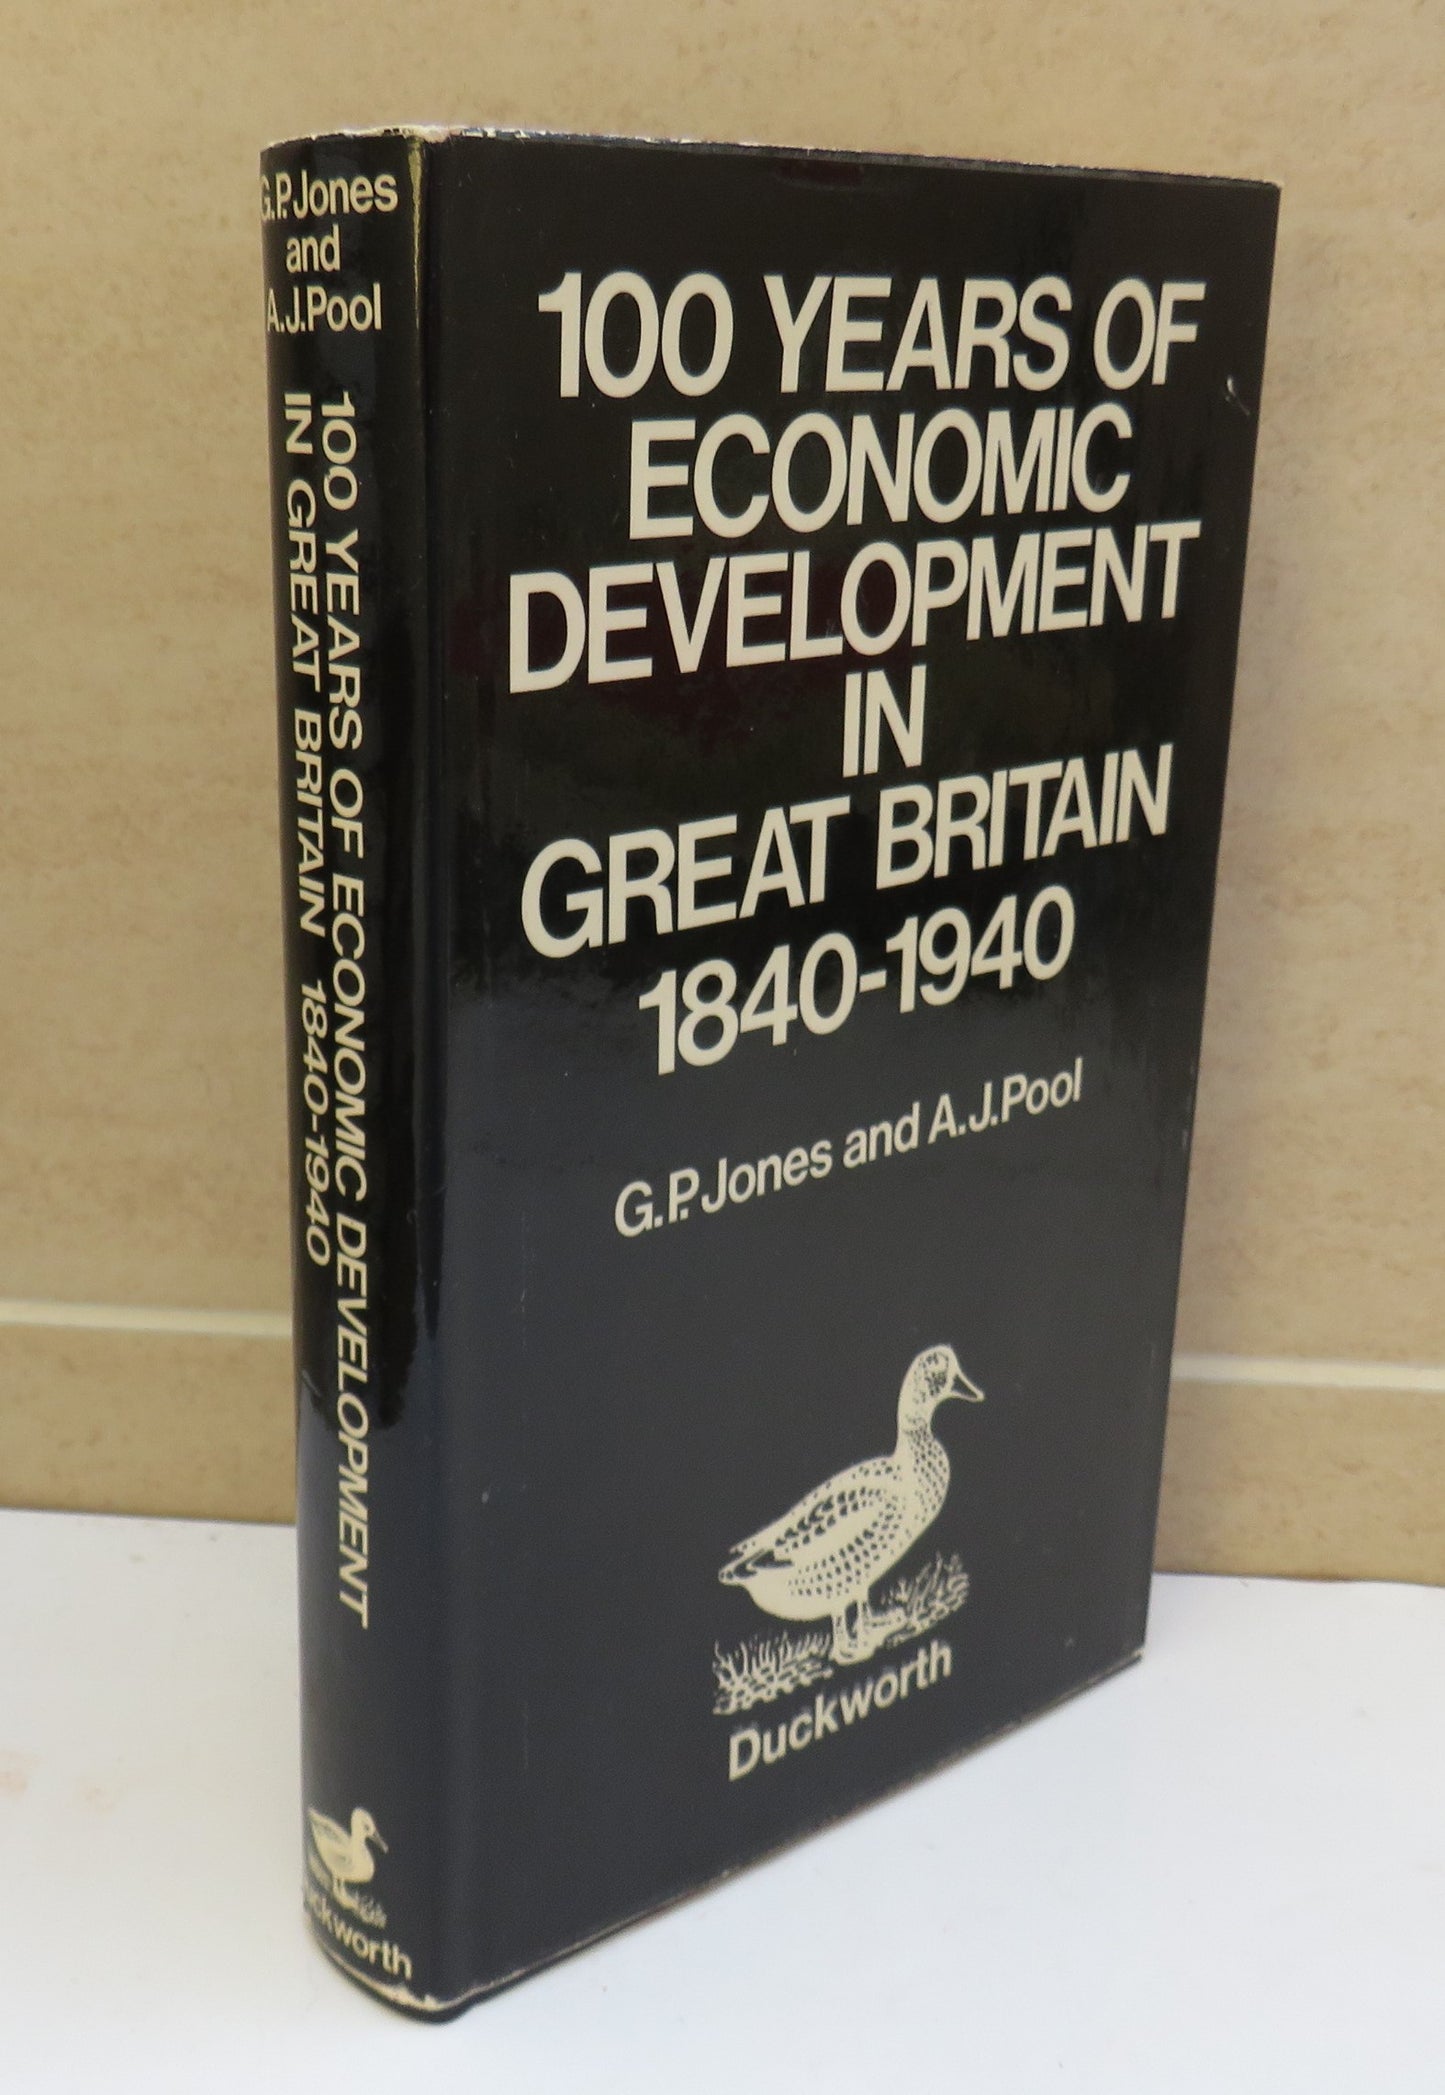 G.P.Jones
and
A.J.Pool
100 YEARS OF ECONOMIC DEVELOPMENT
IN GREAT BRITAIN 1840-1940
Duckworth
100 YEARS OF
ECONOMIC
DEVELOPMENT
IN
GREAT BRITAIN
1840-1940
G.P.Jones and A.J.Pool
Duckworth